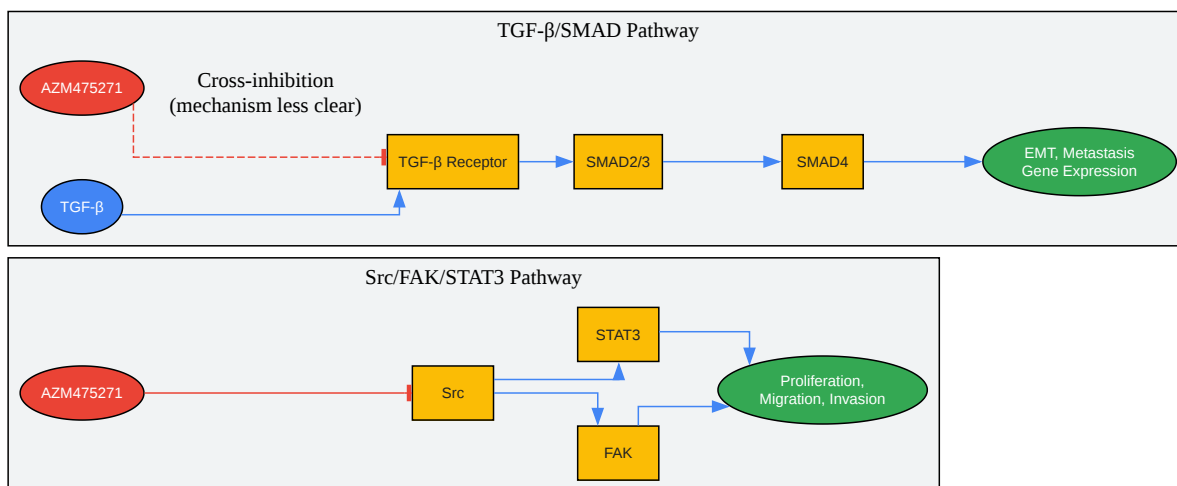 TGF-β/SMAD Pathway
AZM475271
Cross-inhibition
(mechanism less clear)
TGF-β Receptor
SMAD2/3
SMAD4
EMT, Metastasis
Gene Expression
TGF-β
Src/FAK/STAT3 Pathway
STAT3
AZM475271
Src
Proliferation,
Migration, Invasion
FAK